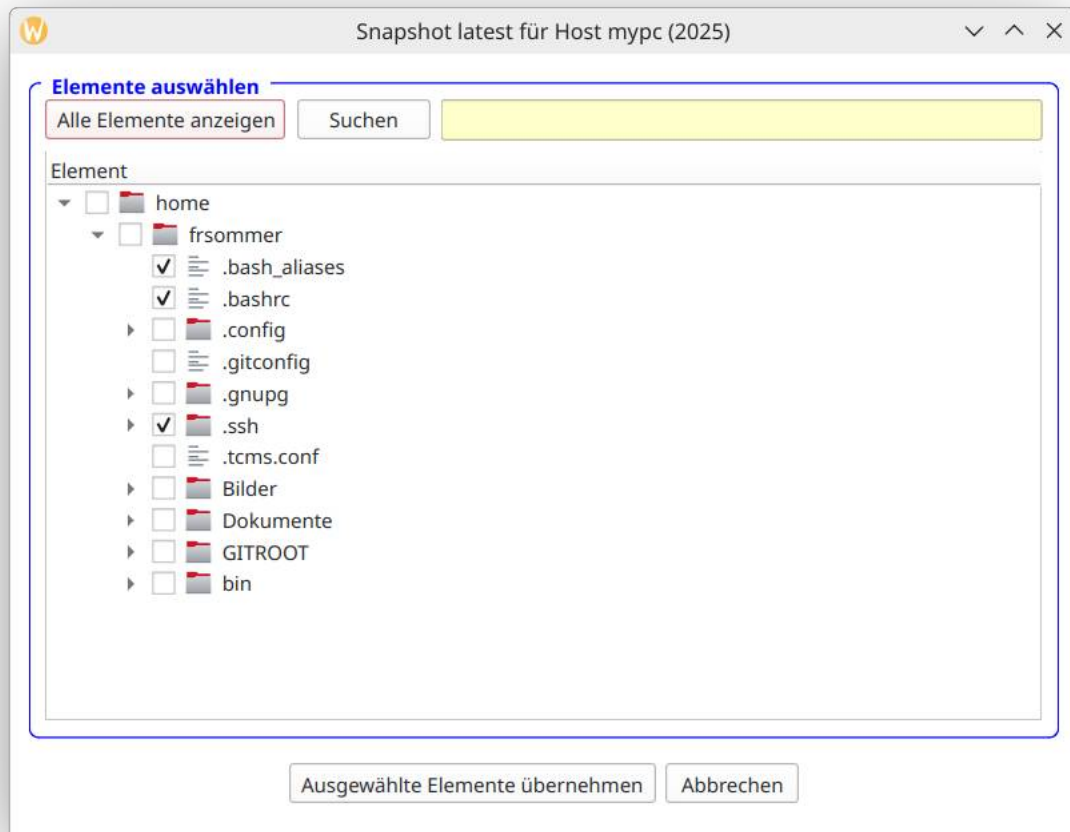 Snapshot latest für Host mypc (2025)
Elemente auswählen
Alle Elemente anzeigen Suchen
Element
home
frsommer
.bash_aliases
.bashrc
.config
.gitconfig
.gnupg
.ssh
.tcms.conf
Bilder
Dokumente
GITROOT
bin
Ausgewählte Elemente übernehmen Abbrechen